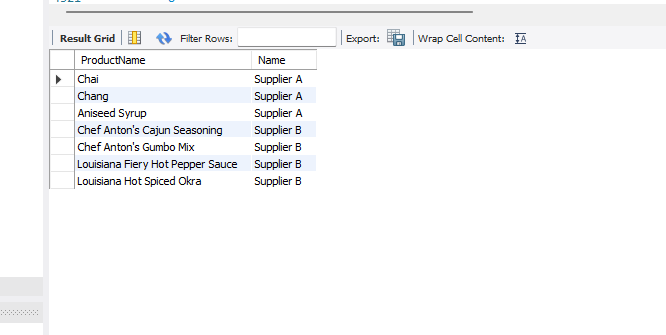 Result Grid Filter Rows: Export: Wrap Cell Content:
ProductName Name
Chai Supplier A
Chang Supplier A
Aniseed Syrup Supplier A
Chef Anton's Cajun Seasoning Supplier B
Chef Anton's Gumbo Mix Supplier B
Louisiana Fiery Hot Pepper Sauce Supplier B
Louisiana Hot Spiced Okra Supplier B